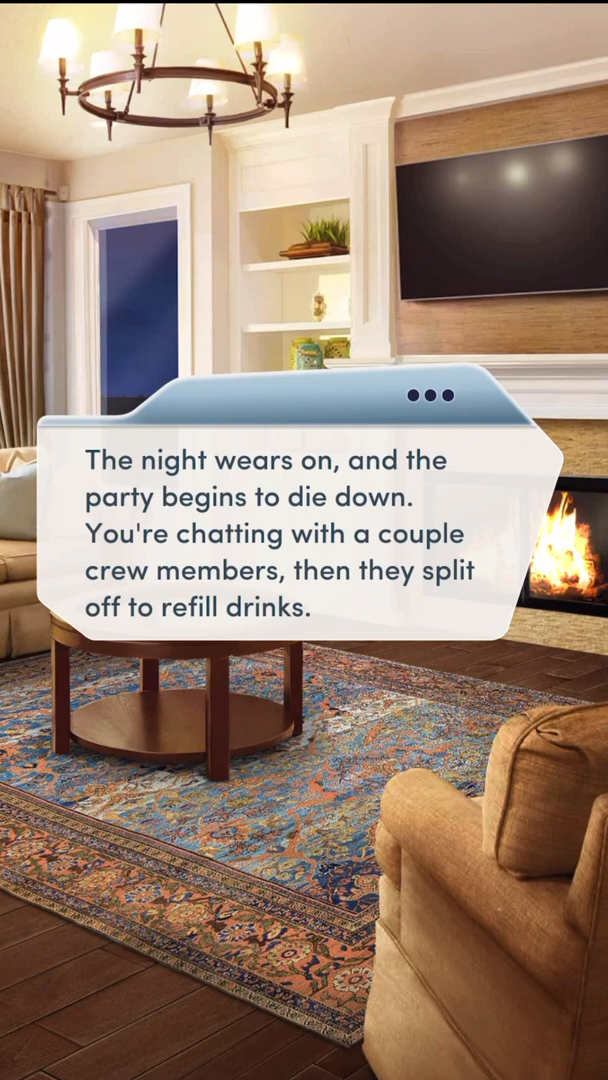 The night wears on, and the
party begins to die down.
You're chatting with a couple
crew members, then they split
off to refill drinks.